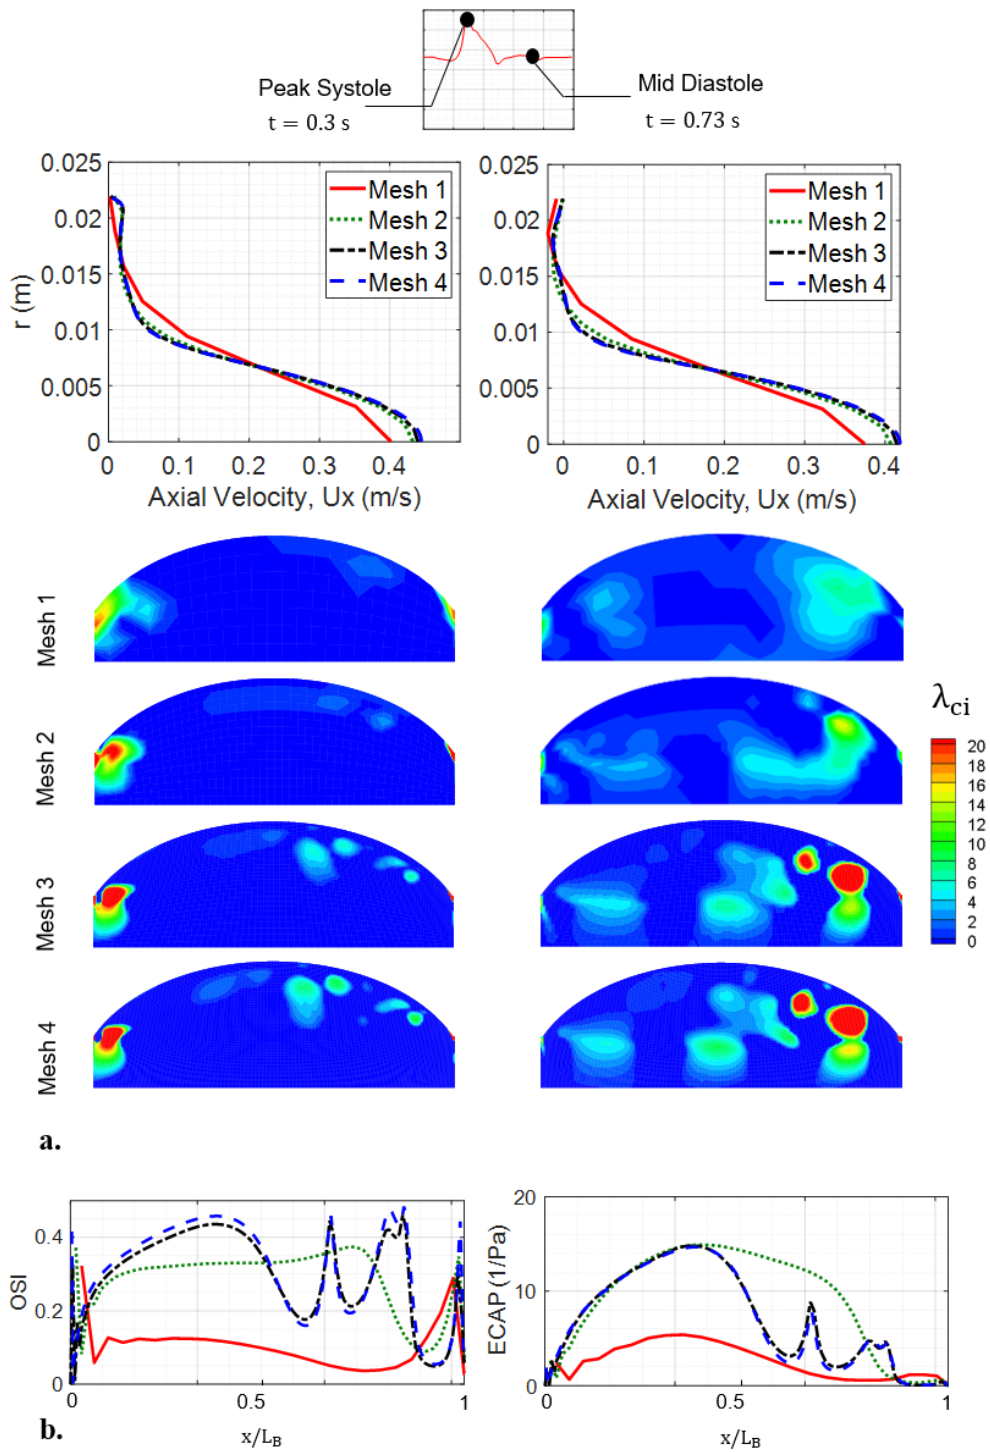 Peak Systole
t = 0.3 s
Mid Diastole
t = 0.73 s
0.025
0.02
0.015
0.01
0.005
0
r (m)
Mesh 1
Mesh 2
Mesh 3
Mesh 4
0 0.1 0.2 0.3 0.4
Axial Velocity, Ux (m/s)
0.025
0.02
0.015
0.01
0.005
0
Mesh 1
Mesh 2
Mesh 3
Mesh 4
0 0.1 0.2 0.3 0.4
Axial Velocity, Ux (m/s)
Mesh 1
Mesh 2
Mesh 3
Mesh 4
λci
20
18
16
14
12
10
8
6
4
2
0
a.
OSI
0.4
0.2
0
0 0.5 1
x/LB
ECAP (1/Pa)
20
10
0
0 0.5 1
x/LB
b.